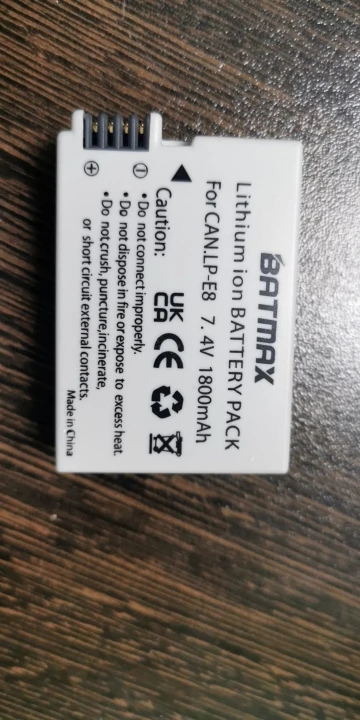 BATMAX
Lithium ion BATTERY PACK
For CAN.LP-E8 7.4V 1800mAh
Caution:
UK
CA CE
•Do not connect improperly.
•Do not dispose in fire or expose to excess heat.
•Do not crush, puncture,incinerate,
or short circuit external contacts.
Made in China